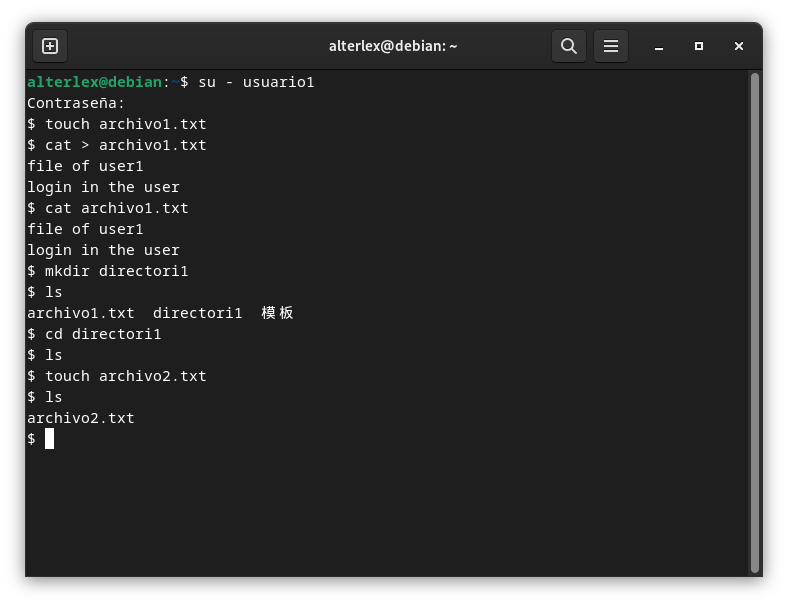 alterlex@debian: ~
alterlex@debian:~$ su - usuario1
Contraseña:
$ touch archivo1.txt
$ cat > archivo1.txt
file of user1
login in the user
$ cat archivo1.txt
file of user1
login in the user
$ mkdir directori1
$ ls
archivo1.txt  directori1  模板
$ cd directori1
$ ls
$ touch archivo2.txt
$ ls
archivo2.txt
$